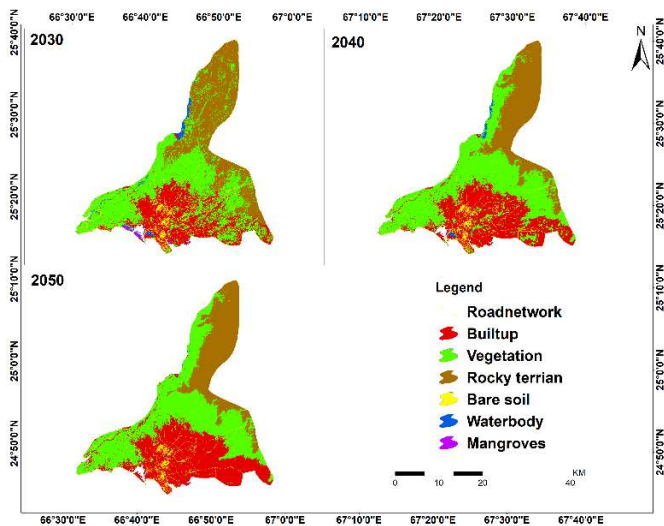 66°30'0"E 66°40'0"E 66°50'0"E 67°0'0"E 67°20'0"E 67°30'0"E 67°40'0"E
2030
2040
N
25°40'0"N
25°30'0"N
25°20'0"N
25°10'0"N
25°0'0"N
24°50'0"N
25°40'0"N
25°30'0"N
25°20'0"N
25°10'0"N
25°0'0"N
24°50'0"N
2050
Legend
Roadnetwork
Builtup
Vegetation
Rocky terrian
Bare soil
Waterbody
Mangroves
KM
0 10 20 40
66°30'0"E 66°40'0"E 66°50'0"E 67°0'0"E 67°10'0"E 67°20'0"E 67°30'0"E 67°40'0"E